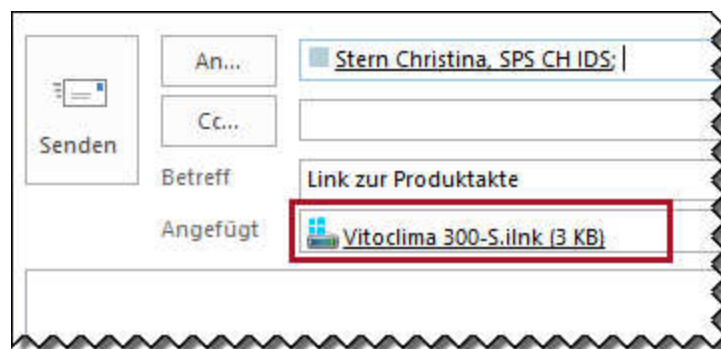 An...
Stern Christina, SPS CH IDS;
Cc...
Senden
Betreff
Link zur Produktakte
Angefügt
Vitoclima 300-S.ilnk (3 KB)